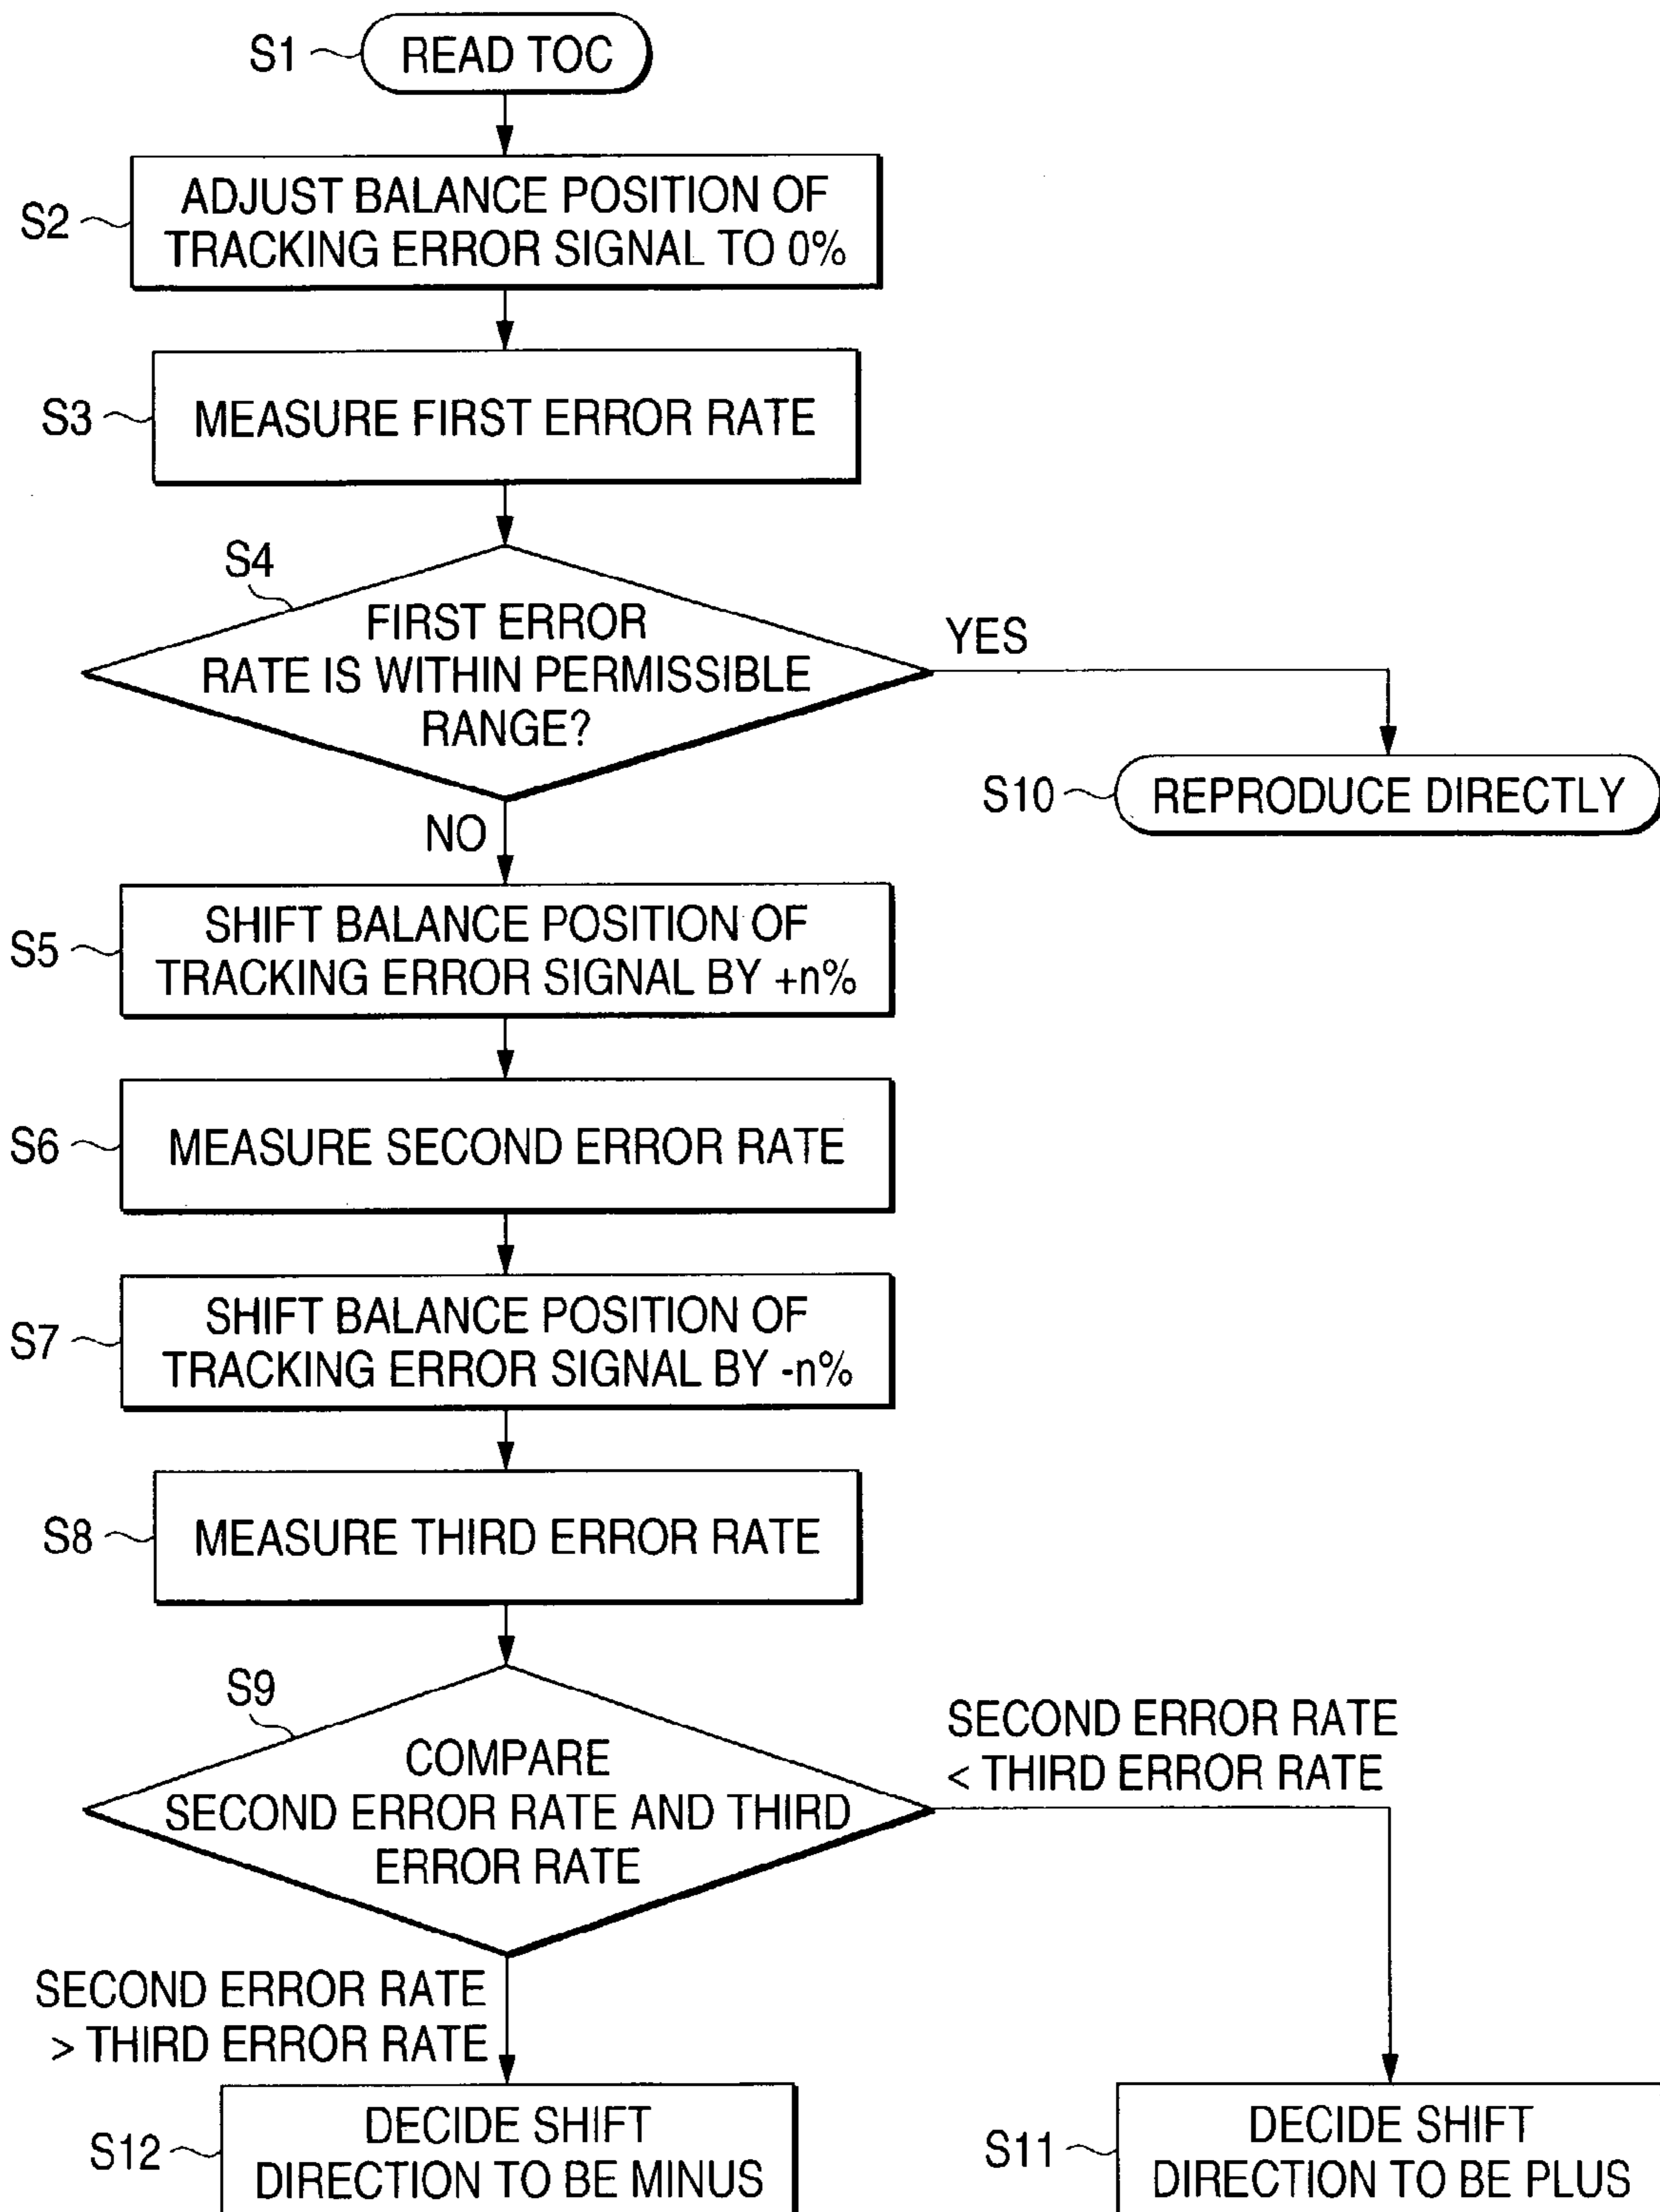 S1
READ TOC
S2
ADJUST BALANCE POSITION OF
TRACKING ERROR SIGNAL TO 0%
S3
MEASURE FIRST ERROR RATE
S4
FIRST ERROR
RATE IS WITHIN PERMISSIBLE
RANGE?
YES
S10
REPRODUCE DIRECTLY
NO
S5
SHIFT BALANCE POSITION OF
TRACKING ERROR SIGNAL BY +n%
S6
MEASURE SECOND ERROR RATE
S7
SHIFT BALANCE POSITION OF
TRACKING ERROR SIGNAL BY -n%
S8
MEASURE THIRD ERROR RATE
S9
COMPARE
SECOND ERROR RATE AND THIRD
ERROR RATE
SECOND ERROR RATE
< THIRD ERROR RATE
SECOND ERROR RATE
> THIRD ERROR RATE
S12
DECIDE SHIFT
DIRECTION TO BE MINUS
S11
DECIDE SHIFT
DIRECTION TO BE PLUS